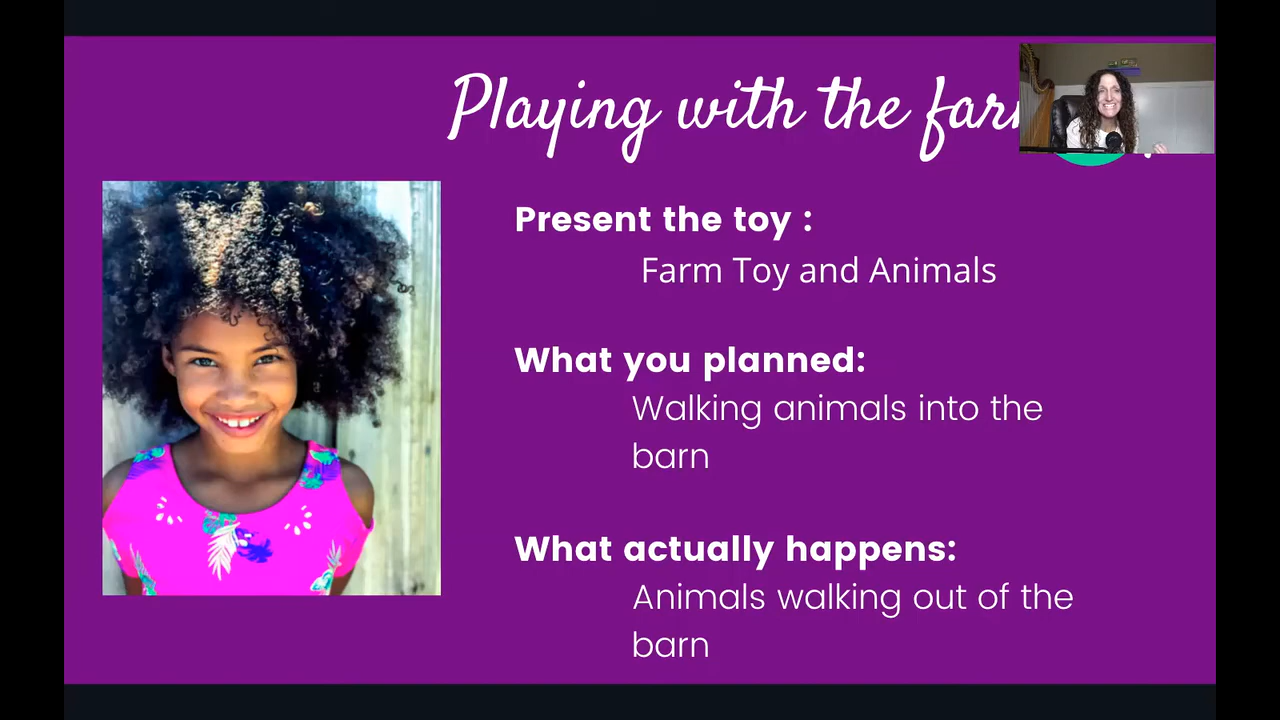 Playing with the
Present the toy :
Farm Toy and Animals
What you planned:
Walking animals into the
barn
What actually happens:
Animals walking out of the
barn